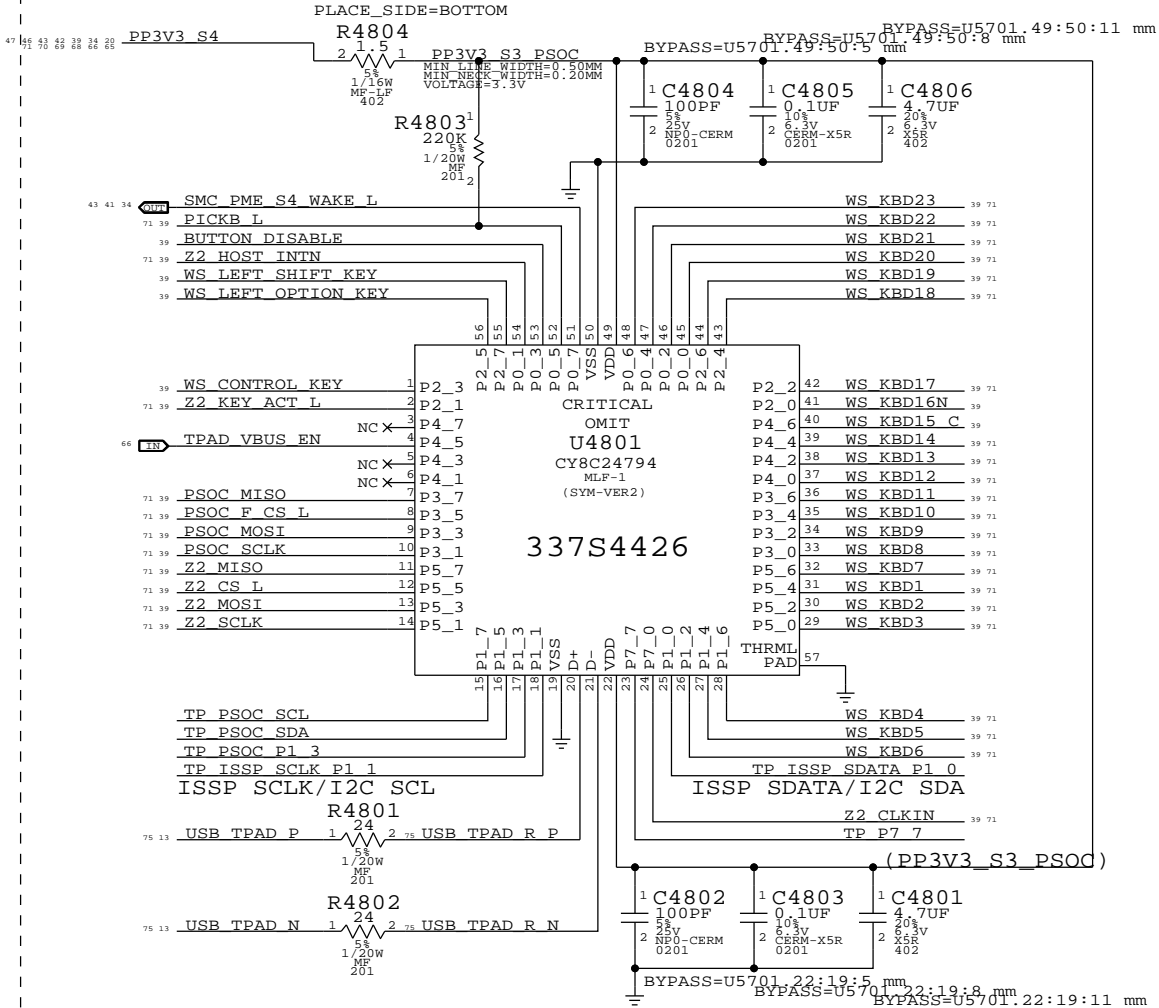 PLACE_SIDE=BOTTOM
47 46 43 42 39 34 20
71 70 69 68 66 65
PP3V3_S4
R4804
2 1.5 1
5%
1/16W
MF-LF
402
PP3V3_S3_PSOC
MIN_LINE_WIDTH=0.50MM
MIN_NECK_WIDTH=0.20MM
VOLTAGE=3.3V
BYPASS=U5701.49:50:5 mm
BYPASS=U5701.49:50:8 mm
BYPASS=U5701.49:50:11 mm
R4803
1
220K
5%
1/20W
MF
201
2
1 C4804
100PF
5%
25V
2 NP0-CERM
0201
1 C4805
0.1UF
10%
6.3V
2 CERM-X5R
0201
1 C4806
4.7UF
20%
6.3V
2 X5R
402
43 41 34 OUT SMC_PME_S4_WAKE_L
71 39 PICKB_L
39 BUTTON_DISABLE
71 39 Z2_HOST_INTN
39 WS_LEFT_SHIFT_KEY
39 WS_LEFT_OPTION_KEY
WS_KBD23 39 71
WS_KBD22 39 71
WS_KBD21 39 71
WS_KBD20 39 71
WS_KBD19 39 71
WS_KBD18 39 71
56 55 54 53 52 51 50 49 48 47 46 45 44 43
P2_5 P2_7 P0_1 P0_3 P0_5 P0_7 VSS VDD P0_6 P0_4 P0_2 P0_0 P2_6 P2_4
39 WS_CONTROL_KEY 1 P2_3
71 39 Z2_KEY_ACT_L 2 P2_1
NC 3 P4_7
66 IN TPAD_VBUS_EN 4 P4_5
NC 5 P4_3
NC 6 P4_1
71 39 PSOC_MISO 7 P3_7
71 39 PSOC_F_CS_L 8 P3_5
71 39 PSOC_MOSI 9 P3_3
71 39 PSOC_SCLK 10 P3_1
71 39 Z2_MISO 11 P5_7
71 39 Z2_CS_L 12 P5_5
71 39 Z2_MOSI 13 P5_3
71 39 Z2_SCLK 14 P5_1
CRITICAL
OMIT
U4801
CY8C24794
MLF-1
(SYM-VER2)
337S4426
P2_2 42 WS_KBD17 39 71
P2_0 41 WS_KBD16N 39
P4_6 40 WS_KBD15_C 39
P4_4 39 WS_KBD14 39 71
P4_2 38 WS_KBD13 39 71
P4_0 37 WS_KBD12 39 71
P3_6 36 WS_KBD11 39 71
P3_4 35 WS_KBD10 39 71
P3_2 34 WS_KBD9 39 71
P3_0 33 WS_KBD8 39 71
P5_6 32 WS_KBD7 39 71
P5_4 31 WS_KBD1 39 71
P5_2 30 WS_KBD2 39 71
P5_0 29 WS_KBD3 39 71
THRML
PAD 57
P1_7 P1_5 P1_3 P1_1 VSS D+ D- VDD P7_7 P7_0 P1_0 P1_2 P1_4 P1_6
15 16 17 18 19 20 21 22 23 24 25 26 27 28
TP_PSOC_SCL
TP_PSOC_SDA
TP_PSOC_P1_3
TP_ISSP_SCLK_P1_1
ISSP SCLK/I2C SCL
WS_KBD4 39 71
WS_KBD5 39 71
WS_KBD6 39 71
TP_ISSP_SDATA_P1_0
ISSP SDATA/I2C SDA
Z2_CLKIN 39 71
TP_P7_7
R4801
75 13 USB_TPAD_P 1 24 2 75 USB_TPAD_R_P
5%
1/20W
MF
201
R4802
75 13 USB_TPAD_N 1 24 2 75 USB_TPAD_R_N
5%
1/20W
MF
201
(PP3V3_S3_PSOC)
1 C4802
100PF
5%
25V
2 NP0-CERM
0201
1 C4803
0.1UF
10%
6.3V
2 CERM-X5R
0201
1 C4801
4.7UF
20%
6.3V
2 X5R
402
BYPASS=U5701.22:19:5 mm
BYPASS=U5701.22:19:8 mm
BYPASS=U5701.22:19:11 mm